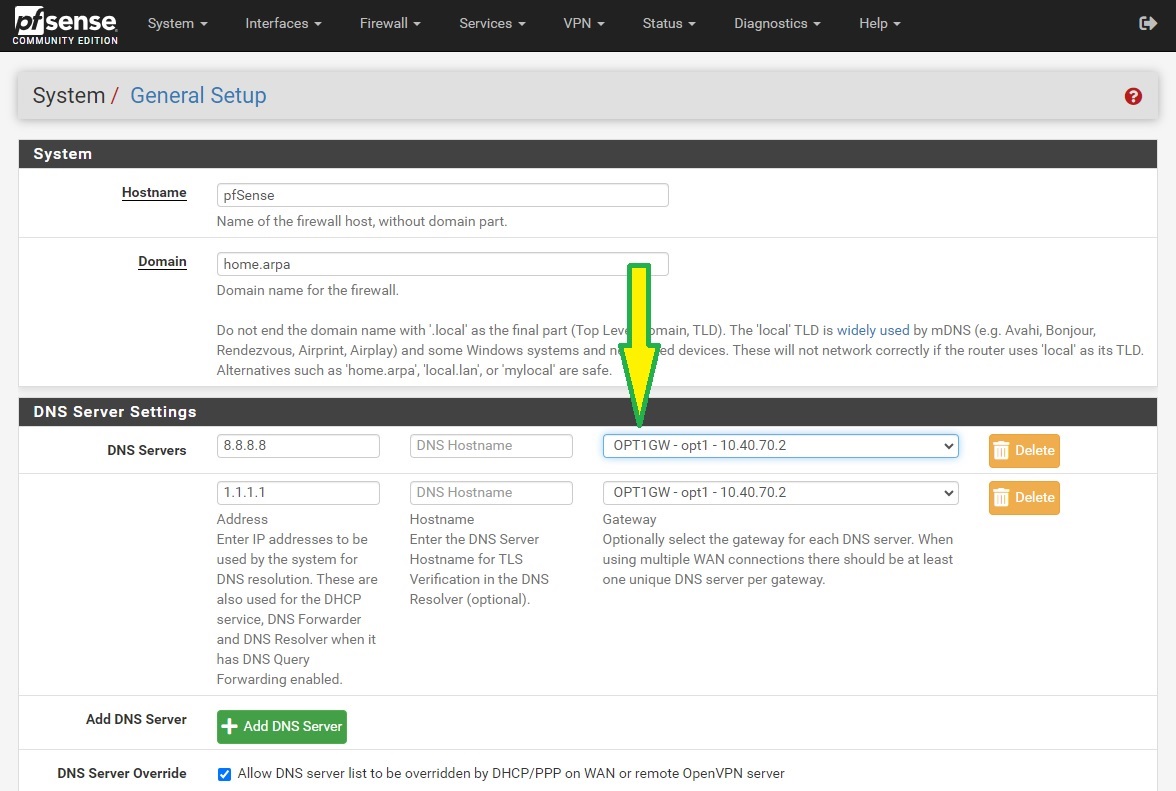 pfsense
COMMUNITY EDITION
System
Interfaces
Firewall
Services
VPN
Status
Diagnostics
Help
System / General Setup
?
System
Hostname
pfSense
Name of the firewall host, without domain part.
Domain
home.arpa
Domain name for the firewall.
Do not end the domain name with '.local' as the final part (Top Leve omain, TLD). The 'local' TLD is widely used by mDNS (e.g. Avahi, Bonjour,
Rendezvous, Airprint, Airplay) and some Windows systems and ne ed devices. These will not network correctly if the router uses 'local' as its TLD.
Alternatives such as 'home.arpa', 'local.lan', or 'mylocal' are safe.
DNS Server Settings
DNS Servers
8.8.8.8
DNS Hostname
OPT1GW - opt1 - 10.40.70.2
Delete
1.1.1.1
DNS Hostname
OPT1GW - opt1 - 10.40.70.2
Delete
Address
Enter IP addresses to be
used by the system for
DNS resolution. These are
also used for the DHCP
service, DNS Forwarder
and DNS Resolver when it
has DNS Query
Forwarding enabled.
Hostname
Enter the DNS Server
Hostname for TLS
Verification in the DNS
Resolver (optional).
Gateway
Optionally select the gateway for each DNS server. When
using multiple WAN connections there should be at least
one unique DNS server per gateway.
Add DNS Server
Add DNS Server
DNS Server Override
Allow DNS server list to be overridden by DHCP/PPP on WAN or remote OpenVPN server